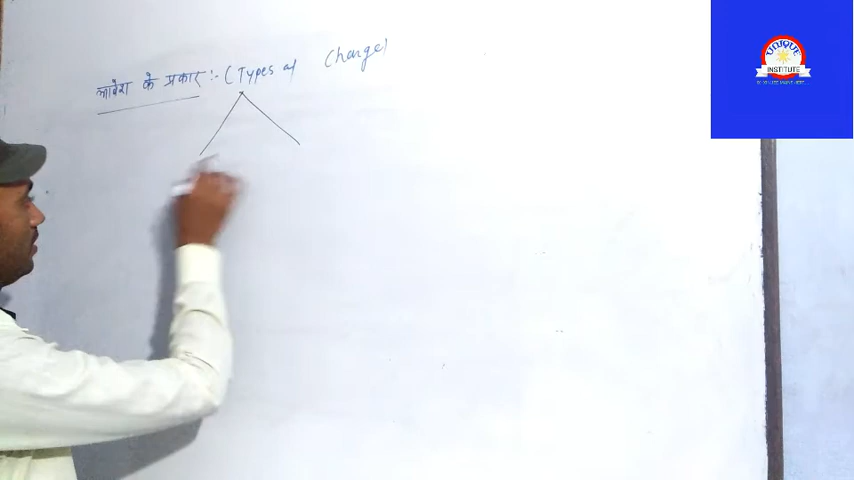 आवेश के प्रकार :- ( Types of Charge)
UNIQUE
INSTITUTE